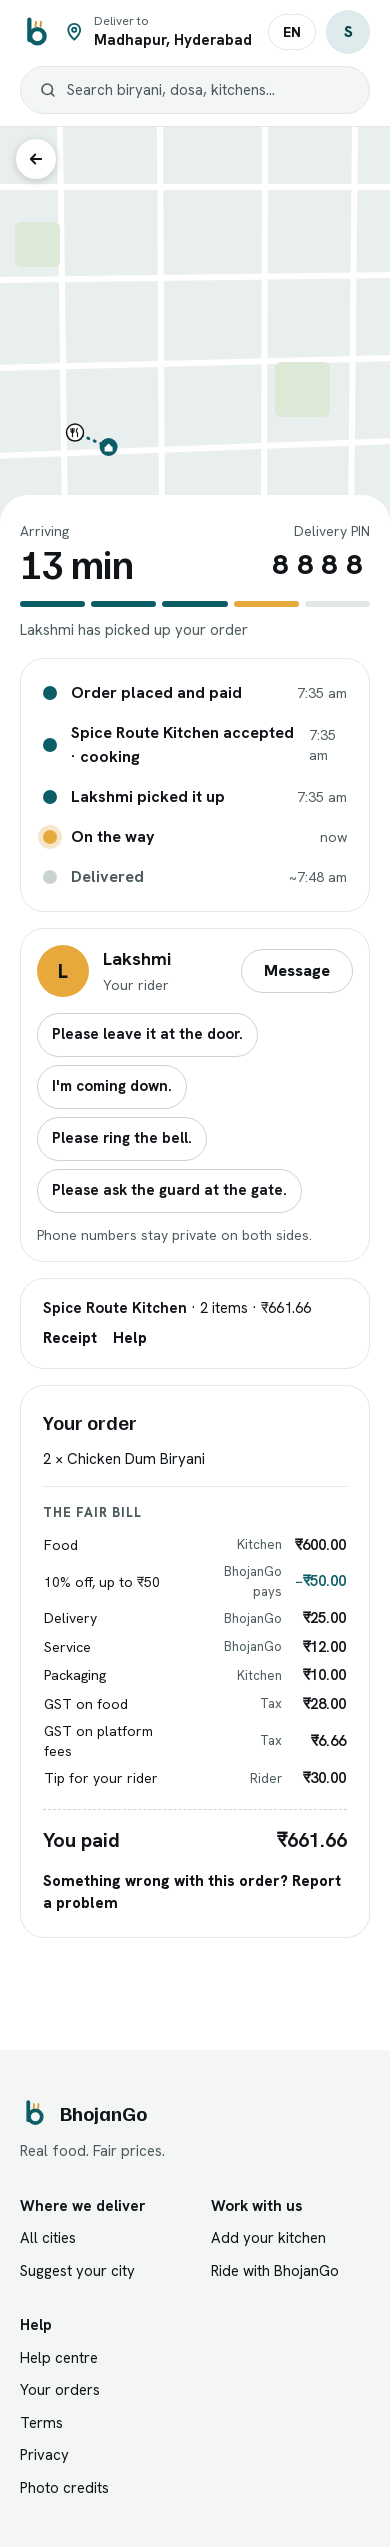 Deliver to
Madhapur, Hyderabad
EN
S
Search biryani, dosa, kitchens...
Arriving
Delivery PIN
13 min
8888
Lakshmi has picked up your order
Order placed and paid
7:35 am
Spice Route Kitchen accepted
· cooking
7:35
am
Lakshmi picked it up
7:35 am
On the way
now
Delivered
~7:48 am
L
Lakshmi
Your rider
Message
Please leave it at the door.
I'm coming down.
Please ring the bell.
Please ask the guard at the gate.
Phone numbers stay private on both sides.
Spice Route Kitchen · 2 items · ₹661.66
Receipt Help
Your order
2 × Chicken Dum Biryani
THE FAIR BILL
Food Kitchen ₹600.00
10% off, up to ₹50 BhojanGo pays −₹50.00
Delivery BhojanGo ₹25.00
Service BhojanGo ₹12.00
Packaging Kitchen ₹10.00
GST on food Tax ₹28.00
GST on platform fees Tax ₹6.66
Tip for your rider Rider ₹30.00
You paid ₹661.66
Something wrong with this order? Report
a problem
BhojanGo
Real food. Fair prices.
Where we deliver
All cities
Suggest your city
Work with us
Add your kitchen
Ride with BhojanGo
Help
Help centre
Your orders
Terms
Privacy
Photo credits